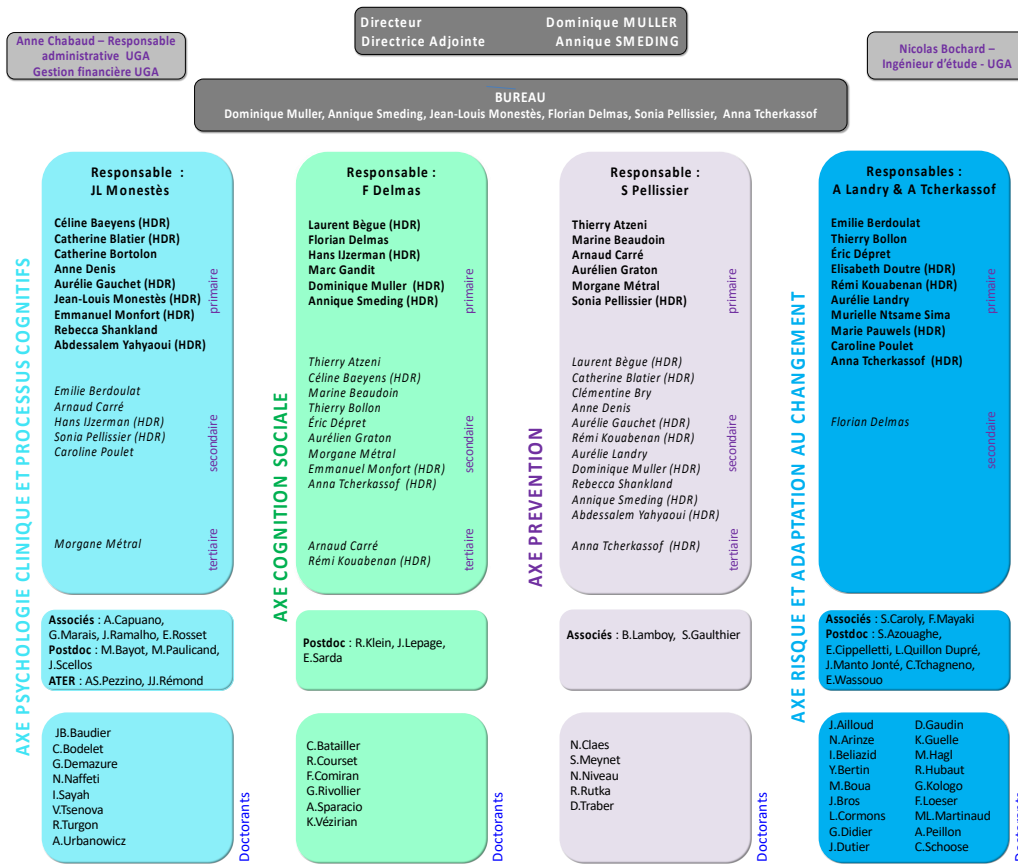 Directeur Dominique MULLER
Directrice Adjointe Annique SMEDING
Anne Chabaud – Responsable
administrative UGA
Gestion financière UGA
Nicolas Bochard –
Ingénieur d'étude - UGA
BUREAU
Dominique Muller, Annique Smeding, Jean-Louis Monestès, Florian Delmas, Sonia Pellissier, Anna Tcherkassof
AXE PSYCHOLOGIE CLINIQUE ET PROCESSUS COGNITIFS
Responsable :
JL Monestès
Céline Baeyens (HDR)
Catherine Blatier (HDR)
Catherine Bortolon
Anne Denis
Aurélie Gauchet (HDR)
Jean-Louis Monestès (HDR)
Emmanuel Monfort (HDR)
Rebecca Shankland
Abdessalem Yahyaoui (HDR)
primaire
Emilie Berdoulat
Arnaud Carré
Hans IJzerman (HDR)
Sonia Pellissier (HDR)
Caroline Poulet
secondaire
Morgane Métral
tertiaire
Associés : A.Capuano,
G.Marais, J.Ramalho, E.Rosset
Postdoc : M.Bayot, M.Paulicand,
J.Scellos
ATER : AS.Pezzino, JJ.Rémond
JB.Baudier
C.Bodelet
G.Demazure
N.Naffeti
I.Sayah
V.Tsenova
R.Turgon
A.Urbanowicz
Doctorants
AXE COGNITION SOCIALE
Responsable :
F Delmas
Laurent Bègue (HDR)
Florian Delmas
Hans IJzerman (HDR)
Marc Gandit
Dominique Muller (HDR)
Annique Smeding (HDR)
primaire
Thierry Atzeni
Céline Baeyens (HDR)
Marine Beaudoin
Thierry Bollon
Éric Dépret
Aurélien Graton
Morgane Métral
Emmanuel Monfort (HDR)
Anna Tcherkassof (HDR)
secondaire
Arnaud Carré
Rémi Kouabenan (HDR)
tertiaire
Postdoc : R.Klein, J.Lepage,
E.Sarda
C.Batailler
R.Courset
F.Comiran
G.Rivollier
A.Sparacio
K.Vézirian
Doctorants
AXE PREVENTION
Responsable :
S Pellissier
Thierry Atzeni
Marine Beaudoin
Arnaud Carré
Aurélien Graton
Morgane Métral
Sonia Pellissier (HDR)
primaire
Laurent Bègue (HDR)
Catherine Blatier (HDR)
Clémentine Bry
Anne Denis
Aurélie Gauchet (HDR)
Rémi Kouabenan (HDR)
Aurélie Landry
Dominique Muller (HDR)
Rebecca Shankland
Annique Smeding (HDR)
Abdessalem Yahyaoui (HDR)
secondaire
Anna Tcherkassof (HDR)
tertiaire
Associés : B.Lamboy, S.Gaulthier
N.Claes
S.Meynet
N.Niveau
R.Rutka
D.Traber
Doctorants
AXE RISQUE ET ADAPTATION AU CHANGEMENT
Responsables :
A Landry & A Tcherkassof
Emilie Berdoulat
Thierry Bollon
Éric Dépret
Elisabeth Doutre (HDR)
Rémi Kouabenan (HDR)
Aurélie Landry
Murielle Ntsame Sima
Marie Pauwels (HDR)
Caroline Poulet
Anna Tcherkassof (HDR)
primaire
Florian Delmas
secondaire
Associés : S.Caroly, F.Mayaki
Postdoc : S.Azouaghe,
E.Cippelletti, L.Quillon Dupré,
J.Manto Jonté, C.Tchagneno,
E.Wassouo
J.Ailloud D.Gaudin
N.Arinze K.Guelle
I.Beliazid M.Hagl
Y.Bertin R.Hubaut
M.Boua G.Kologo
J.Bros F.Loeser
L.Cormons ML.Martinaud
G.Didier A.Peillon
J.Dutier C.Schoose
Doctorants